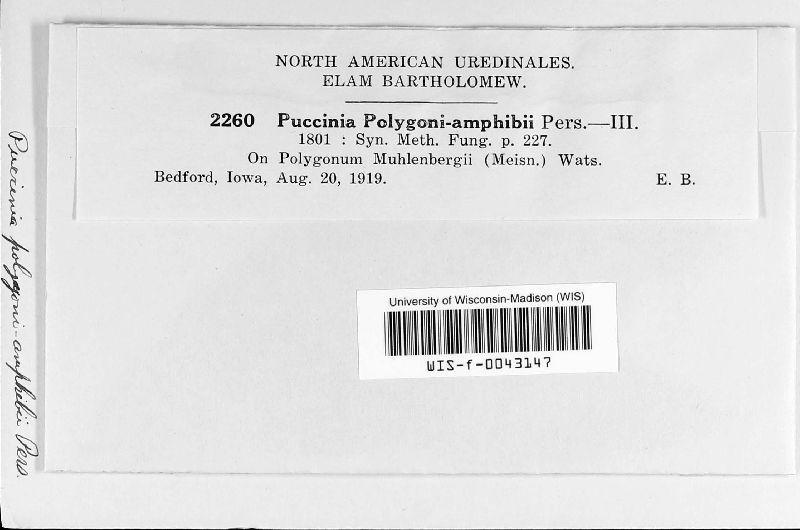 NORTH AMERICAN UREDINALES.
ELAM BARTHOLOMEW.
2260 Puccinia Polygoni-amphibii Pers.—III.
1801 : Syn. Meth. Fung. p. 227.
On Polygonum Muhlenbergii (Meisn.) Wats.
Bedford, Iowa, Aug. 20, 1919. E. B.
University of Wisconsin-Madison (WIS)
WIS-f-0043147
Puccinia polygoni-amphibii Pers.